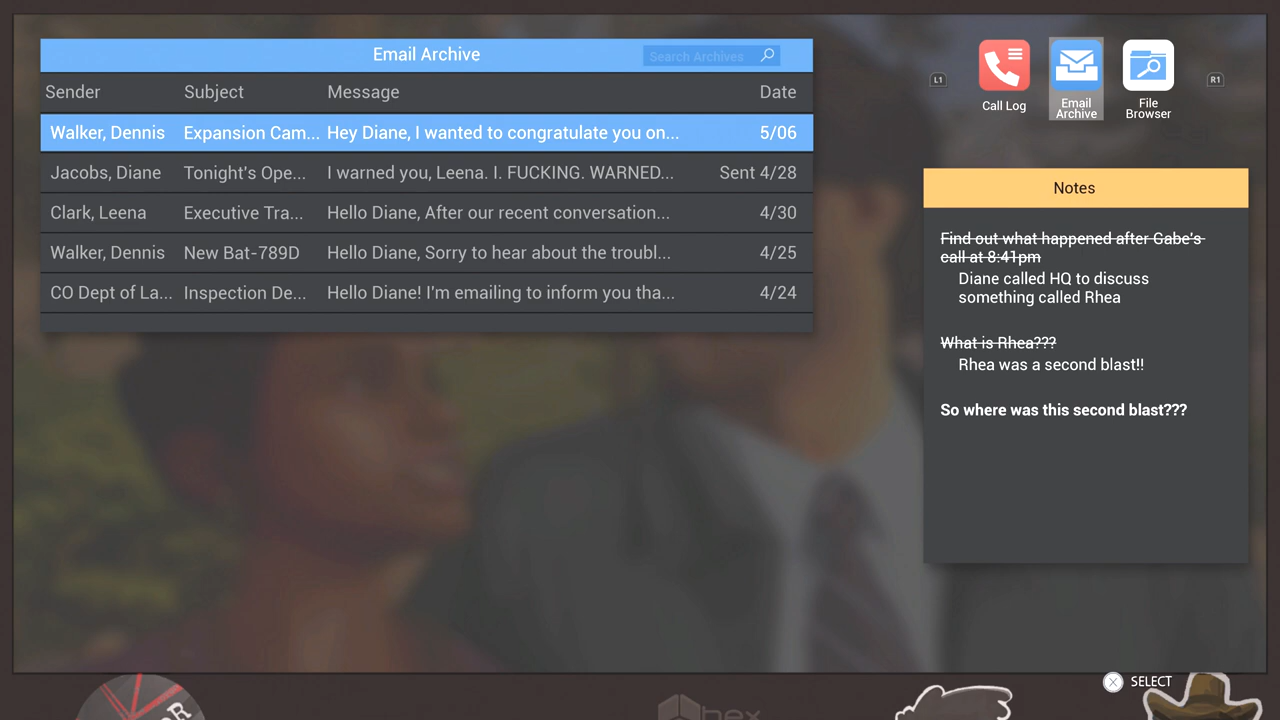 Email Archive
Search Archives
Sender Subject Message Date
Walker, Dennis Expansion Cam... Hey Diane, I wanted to congratulate you on... 5/06
Jacobs, Diane Tonight's Ope... I warned you, Leena. I. FUCKING. WARNED... Sent 4/28
Clark, Leena Executive Tra... Hello Diane, After our recent conversation... 4/30
Walker, Dennis New Bat-789D Hello Diane, Sorry to hear about the troubl... 4/25
CO Dept of La... Inspection De... Hello Diane! I'm emailing to inform you tha... 4/24
L1
Call Log
Email
Archive
File
Browser
R1
Notes
Find out what happened after Gabe's
call at 8:41pm
Diane called HQ to discuss
something called Rhea
What is Rhea???
Rhea was a second blast!!
So where was this second blast???
SELECT
hex